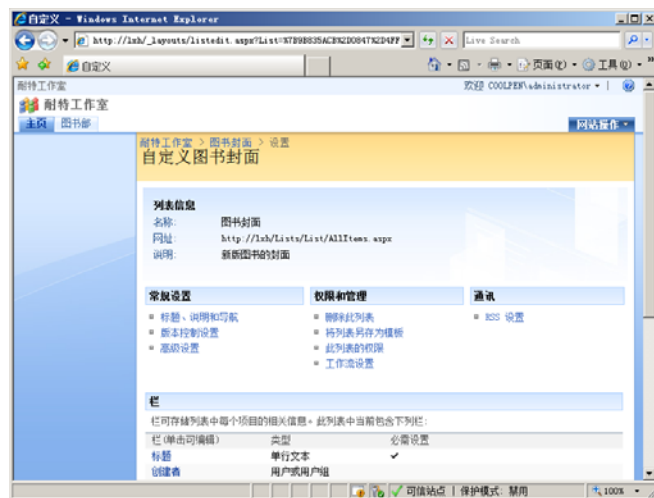 自定义 - Windows Internet Explorer
http://lxh/_layouts/listedit.aspx?List=%7B9B835ACB%2D0847%2D4FF
Live Search
自定义
页面(P)
工具(O)
耐特工作室
欢迎 COOLPEN\administrator
耐特工作室
主页 图书部
网站操作
耐特工作室 > 图书封面 > 设置
自定义图书封面
列表信息
名称: 图书封面
网址: http://lxh/Lists/List/AllItems.aspx
说明: 新版图书的封面
常规设置 权限和管理 通讯
标题、说明和导航 删除此列表 RSS 设置
版本控制设置 将列表另存为模板
高级设置 此列表的权限
工作流设置
栏
栏可存储列表中每个项目的相关信息。此列表中当前包含下列栏:
栏(单击可编辑) 类型 必需设置
标题 单行文本 ✔
创建者 用户或用户组
可信站点 | 保护模式: 禁用
100%